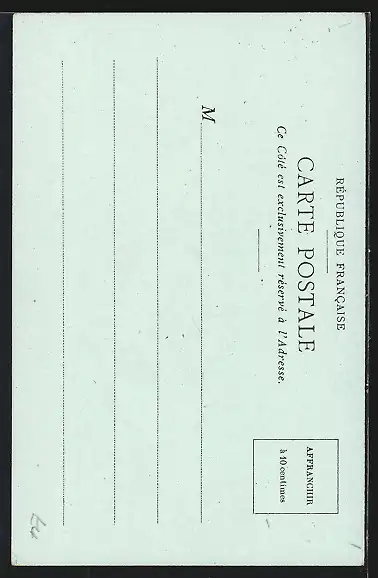 RÉPUBLIQUE FRANÇAISE
CARTE POSTALE
Ce Côté est exclusivement réservé à l'Adresse.
AFFRANCHIR
à 10 centimes
M